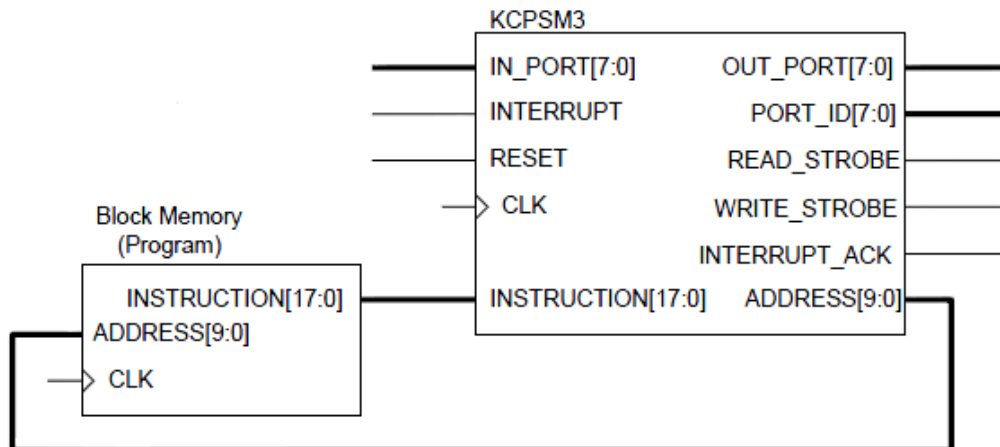 KCPSM3
IN_PORT[7:0]
OUT_PORT[7:0]
INTERRUPT
PORT_ID[7:0]
RESET
READ_STROBE
CLK
WRITE_STROBE
INTERRUPT_ACK
INSTRUCTION[17:0]
ADDRESS[9:0]
Block Memory
(Program)
INSTRUCTION[17:0]
ADDRESS[9:0]
CLK